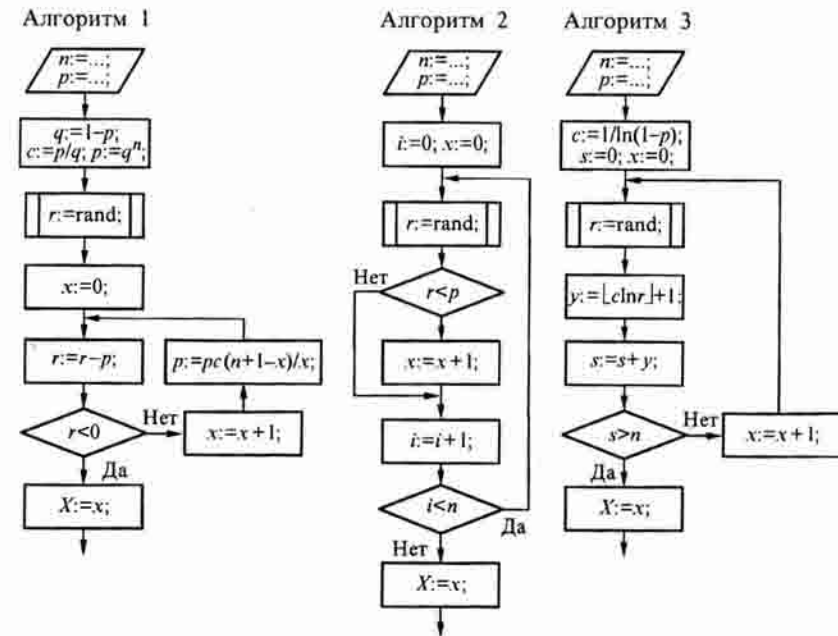 Алгоритм 1
n:=...;
p:=...;
q:=1–p;
c:=p/q; p:=qⁿ;
r:=rand;
x:=0;
r:=r–p;
p:=pc(n+1–x)/x;
r<0
Нет
x:=x+1;
Да
X:=x;
Алгоритм 2
n:=...;
p:=...;
i:=0; x:=0;
r:=rand;
Нет
r<p
x:=x+1;
i:=i+1;
i<n
Да
Нет
X:=x;
Алгоритм 3
n:=...;
p:=...;
c:=1/ln(1–p);
s:=0; x:=0;
r:=rand;
y:=⌊c ln r⌋+1;
s:=s+y;
s>n
Нет
x:=x+1;
Да
X:=x;